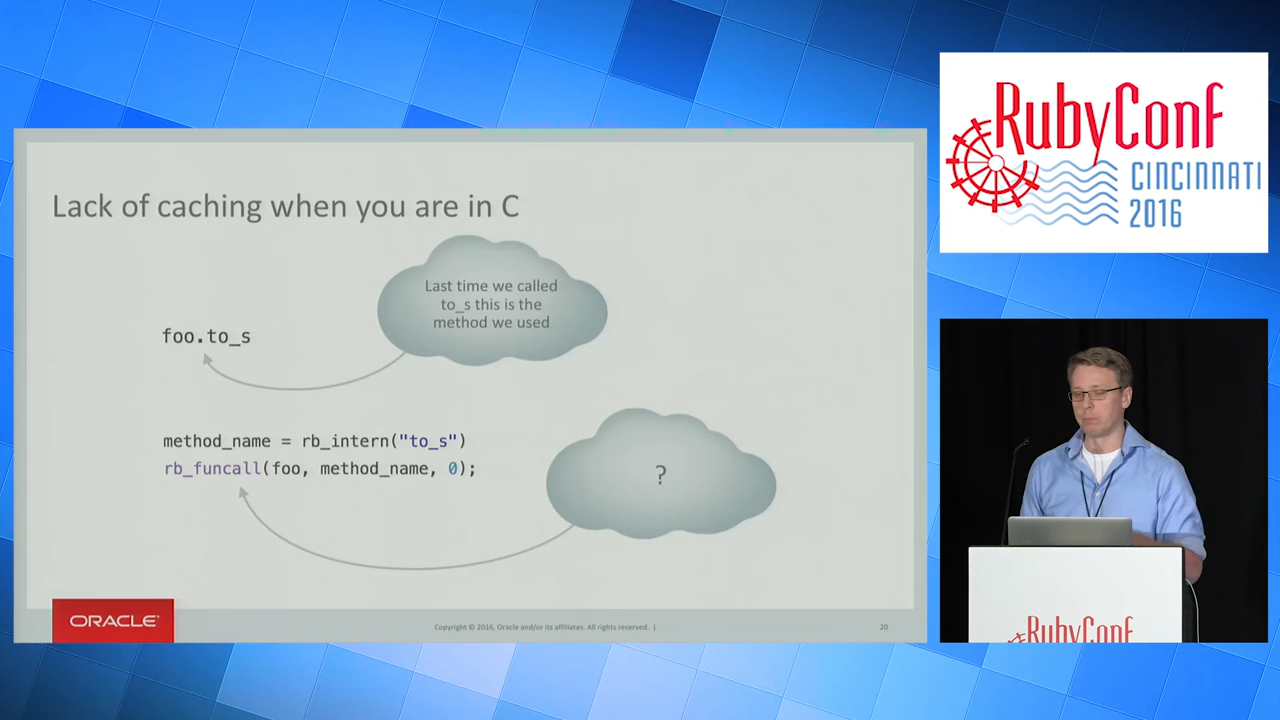 Lack of caching when you are in C
Last time we called
to_s this is the
method we used
foo.to_s
method_name = rb_intern("to_s")
rb_funcall(foo, method_name, 0);
?
ORACLE
Copyright © 2016, Oracle and/or its affiliates. All rights reserved. |
20
RubyConf
CINCINNATI
2016
RubyConf